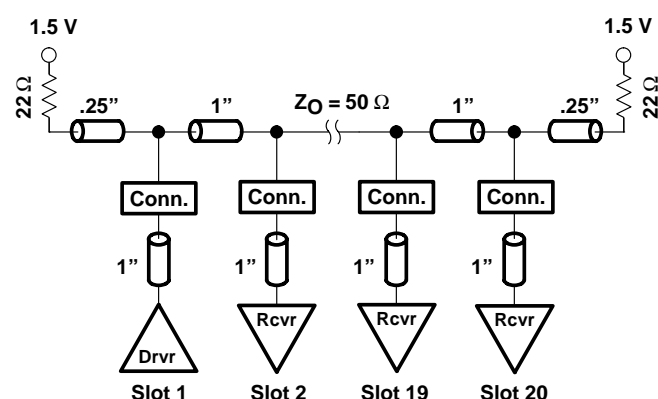 1.5 V
1.5 V
22 Ω
.25”
1”
ZO = 50 Ω
1”
.25”
22 Ω
Conn.
Conn.
Conn.
Conn.
1”
1”
1”
1”
Drvr
Rcvr
Rcvr
Rcvr
Slot 1
Slot 2
Slot 19
Slot 20